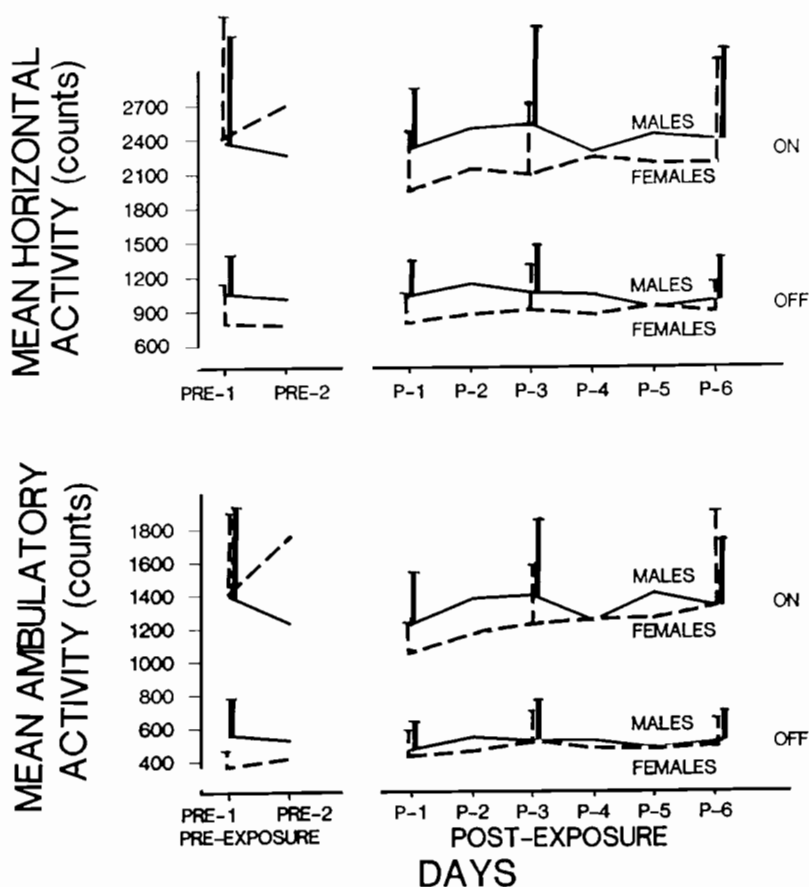 MEAN HORIZONTAL
ACTIVITY (counts)
2700
2400
2100
1800
1500
1200
900
600
MALES
FEMALES
ON
MALES
FEMALES
OFF
PRE-1 PRE-2 P-1 P-2 P-3 P-4 P-5 P-6
MEAN AMBULATORY
ACTIVITY (counts)
1800
1600
1400
1200
1000
800
600
400
MALES
FEMALES
ON
MALES
FEMALES
OFF
PRE-1 PRE-2 P-1 P-2 P-3 P-4 P-5 P-6
PRE-EXPOSURE POST-EXPOSURE
DAYS